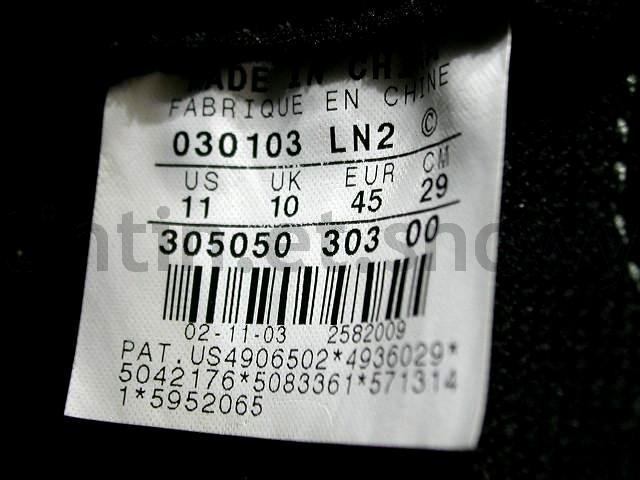 MADE IN CHINA
FABRIQUE EN CHINE
030103 LN2 ©
US UK EUR CM
11 10 45 29
305050 303 00
02-11-03 2582009
PAT.US4906502*4936029*
5042176*5083361*571314
1*5952065